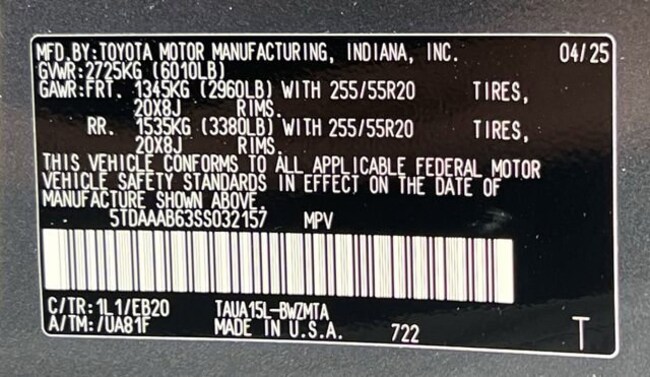 MFD.BY:TOYOTA MOTOR MANUFACTURING, INDIANA, INC. 04/25
GVWR:2725KG (6010LB)
GAWR:FRT. 1345KG (2960LB) WITH 255/55R20 TIRES,
20X8J RIMS.
RR. 1535KG (3380LB) WITH 255/55R20 TIRES,
20X8J RIMS.
THIS VEHICLE CONFORMS TO ALL APPLICABLE FEDERAL MOTOR
VEHICLE SAFETY STANDARDS IN EFFECT ON THE DATE OF
MANUFACTURE SHOWN ABOVE.
5TDAAAB63SS032157 MPV
C/TR:1L1/EB20 TAUA15L-BWZMTA
A/TM:/UA81F MADE IN U.S.A. 722 T